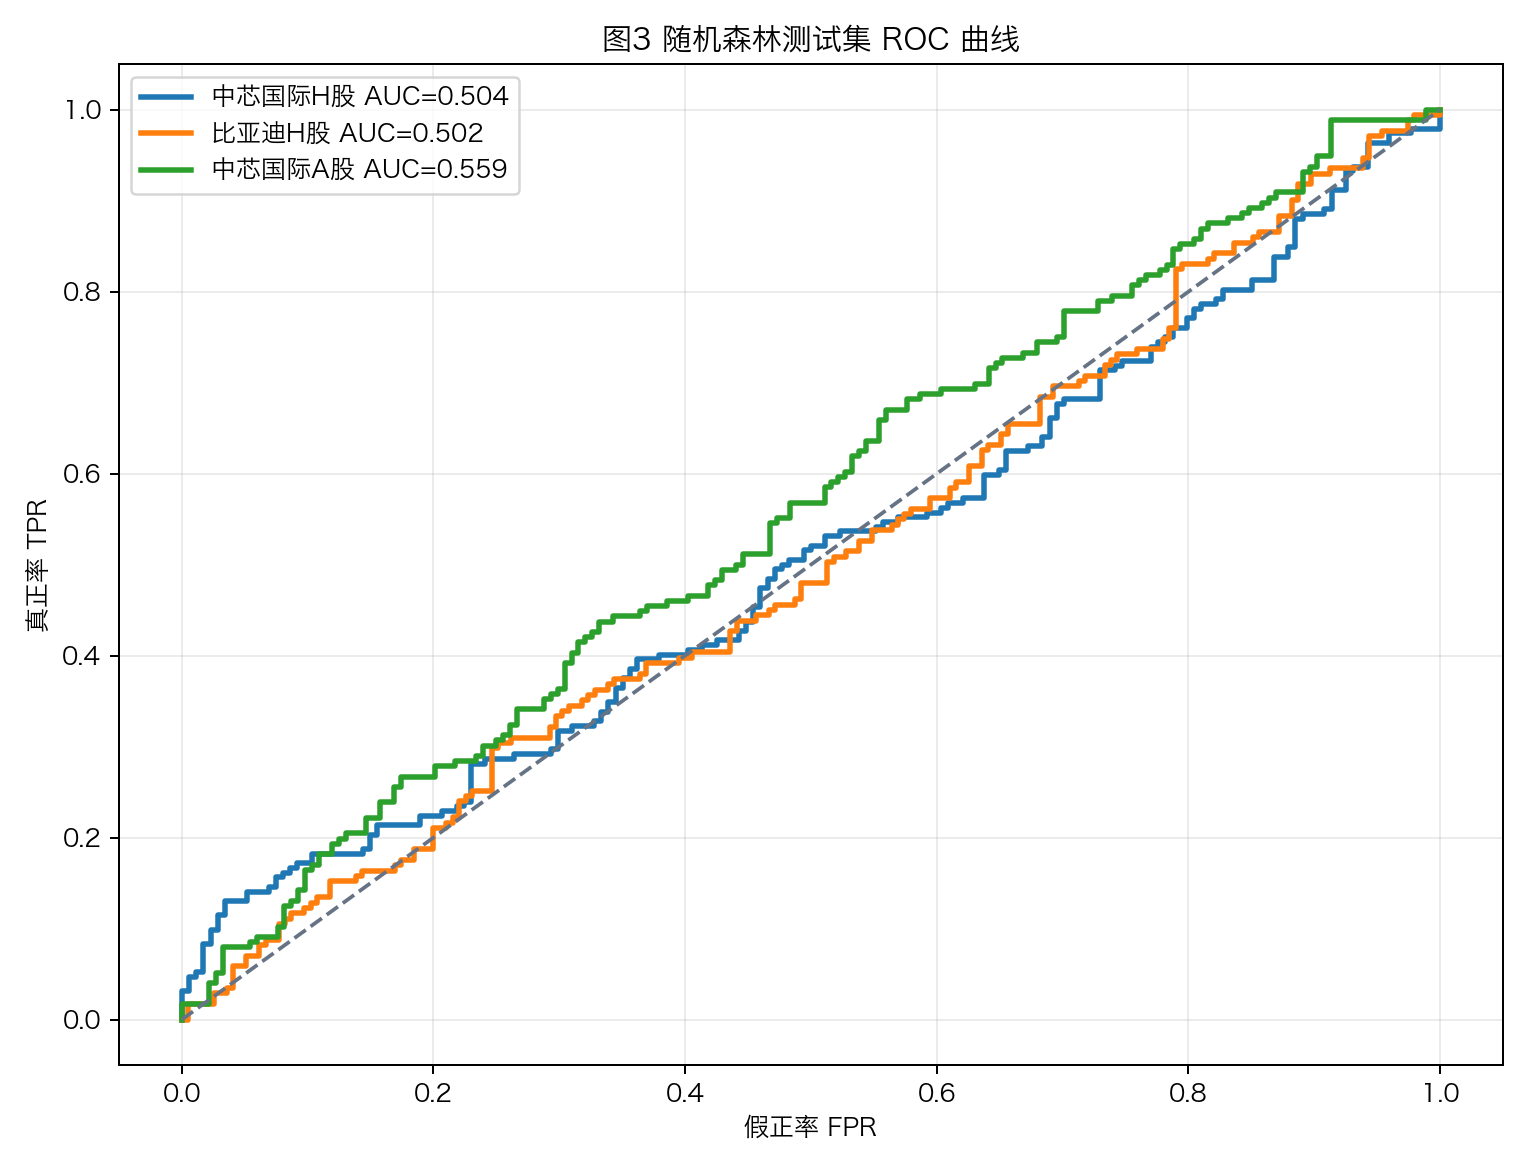 图3 随机森林测试集 ROC 曲线
中芯国际H股 AUC=0.504
比亚迪H股 AUC=0.502
中芯国际A股 AUC=0.559
1.0
0.8
0.6
0.4
0.2
0.0
真正率 TPR
0.0 0.2 0.4 0.6 0.8 1.0
假正率 FPR